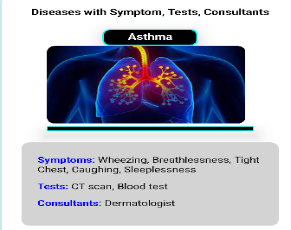 Diseases with Symptom, Tests, Consultants
Asthma
Symptoms: Wheezing, Breathlessness, Tight
Chest, Caughing, Sleeplessness
Tests: CT scan, Blood test
Consultants: Dermatologist